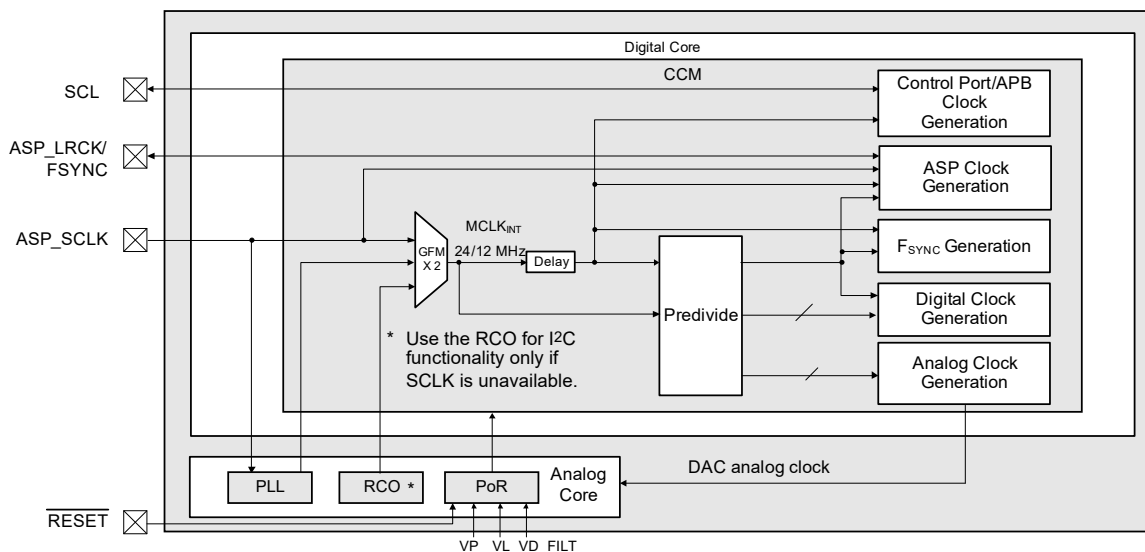 Digital Core
CCM
SCL
Control Port/APB
Clock
Generation
ASP_LRCK/
FSYNC
ASP Clock
Generation
ASP_SCLK
GFM
X 2
MCLKINT
24/12 MHz
Delay
FSYNC Generation
Predivide
Digital Clock
Generation
* Use the RCO for I2C
functionality only if
SCLK is unavailable.
Analog Clock
Generation
DAC analog clock
PLL
RCO *
PoR
Analog
Core
RESET
VP VL VD_FILT